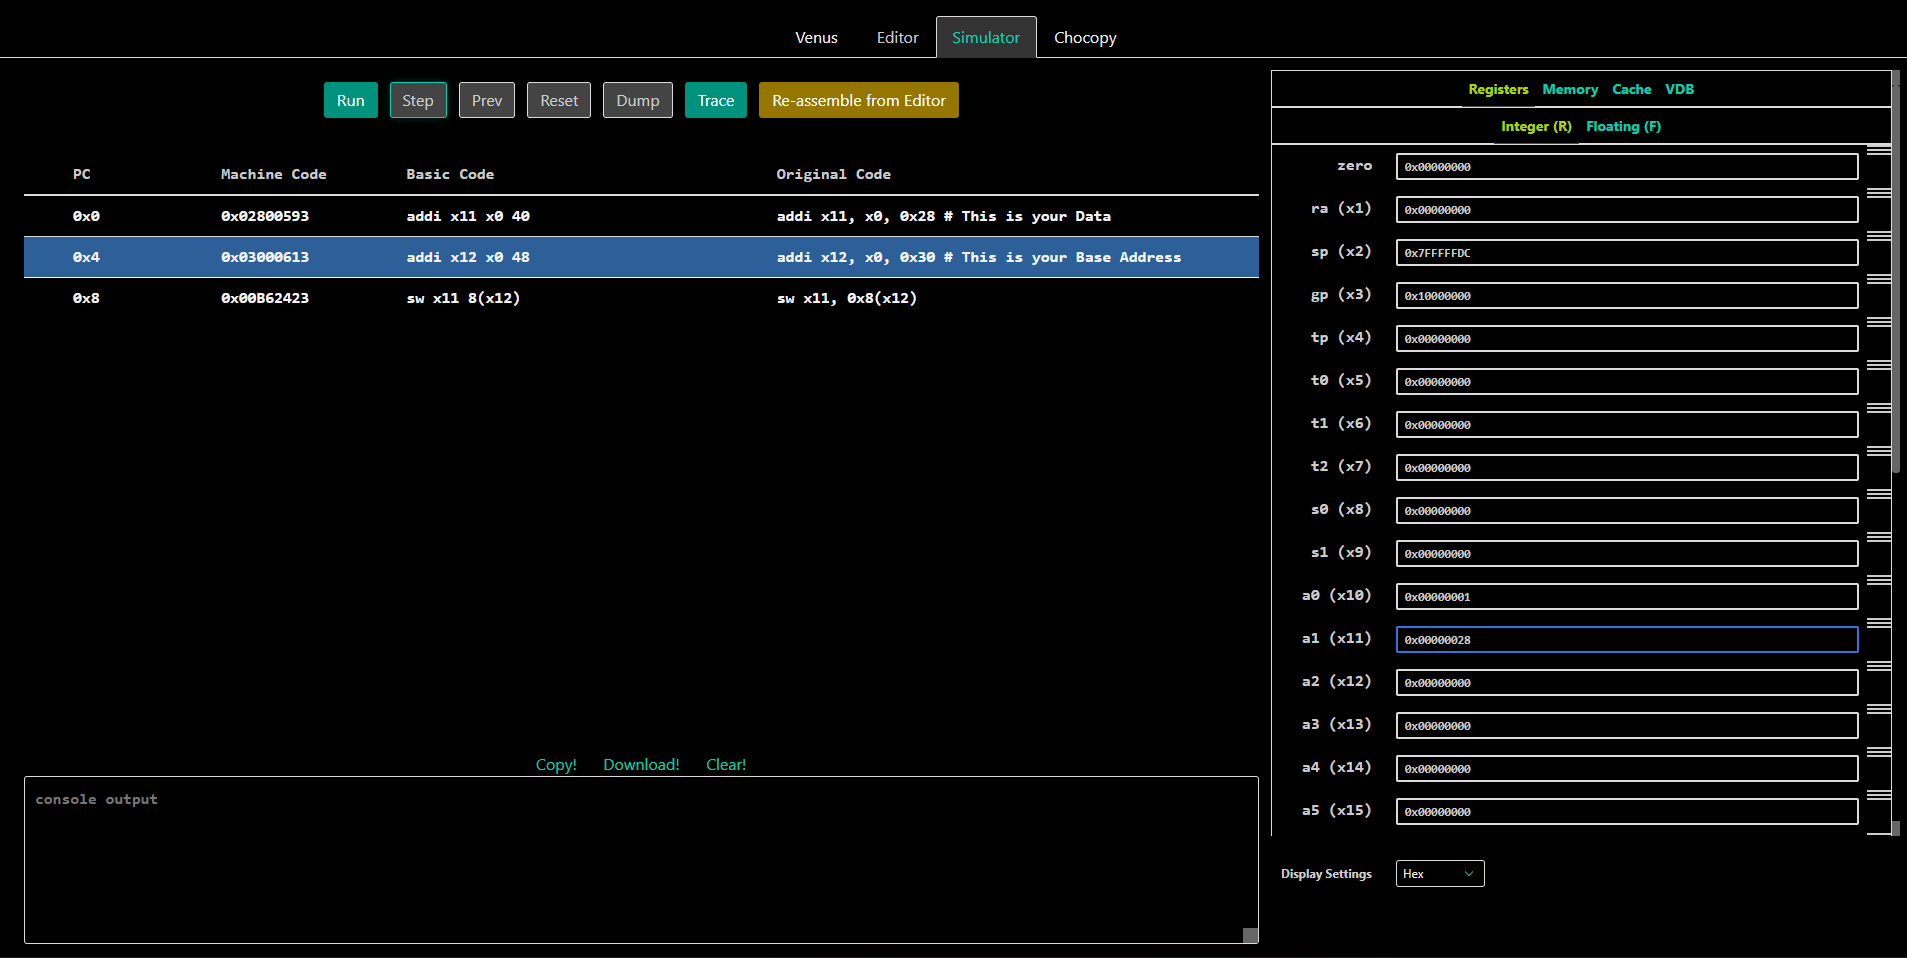 Venus Editor Simulator Chocopy
Run Step Prev Reset Dump Trace Re-assemble from Editor
PC Machine Code Basic Code Original Code
0x0 0x02800593 addi x11 x0 40 addi x11, x0, 0x28 # This is your Data
0x4 0x03000613 addi x12 x0 48 addi x12, x0, 0x30 # This is your Base Address
0x8 0x00B62423 sw x11 8(x12) sw x11, 0x8(x12)
Copy! Download! Clear!
console output
Registers Memory Cache VDB
Integer (R) Floating (F)
zero 0x00000000
ra (x1) 0x00000000
sp (x2) 0x7FFFFFDC
gp (x3) 0x10000000
tp (x4) 0x00000000
t0 (x5) 0x00000000
t1 (x6) 0x00000000
t2 (x7) 0x00000000
s0 (x8) 0x00000000
s1 (x9) 0x00000000
a0 (x10) 0x00000001
a1 (x11) 0x00000028
a2 (x12) 0x00000000
a3 (x13) 0x00000000
a4 (x14) 0x00000000
a5 (x15) 0x00000000
Display Settings Hex